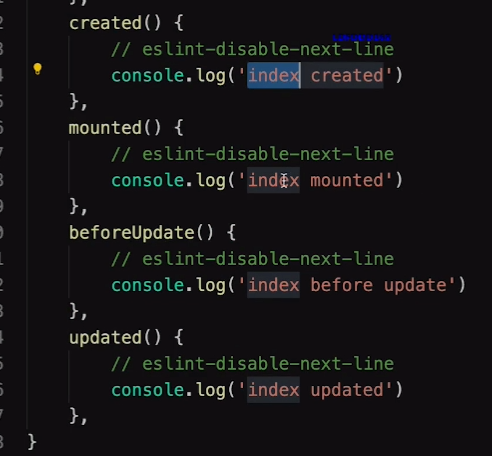 created() {
// eslint-disable-next-line
console.log('index created')
},
mounted() {
// eslint-disable-next-line
console.log('index mounted')
},
beforeUpdate() {
// eslint-disable-next-line
console.log('index before update')
},
updated() {
// eslint-disable-next-line
console.log('index updated')
},
}